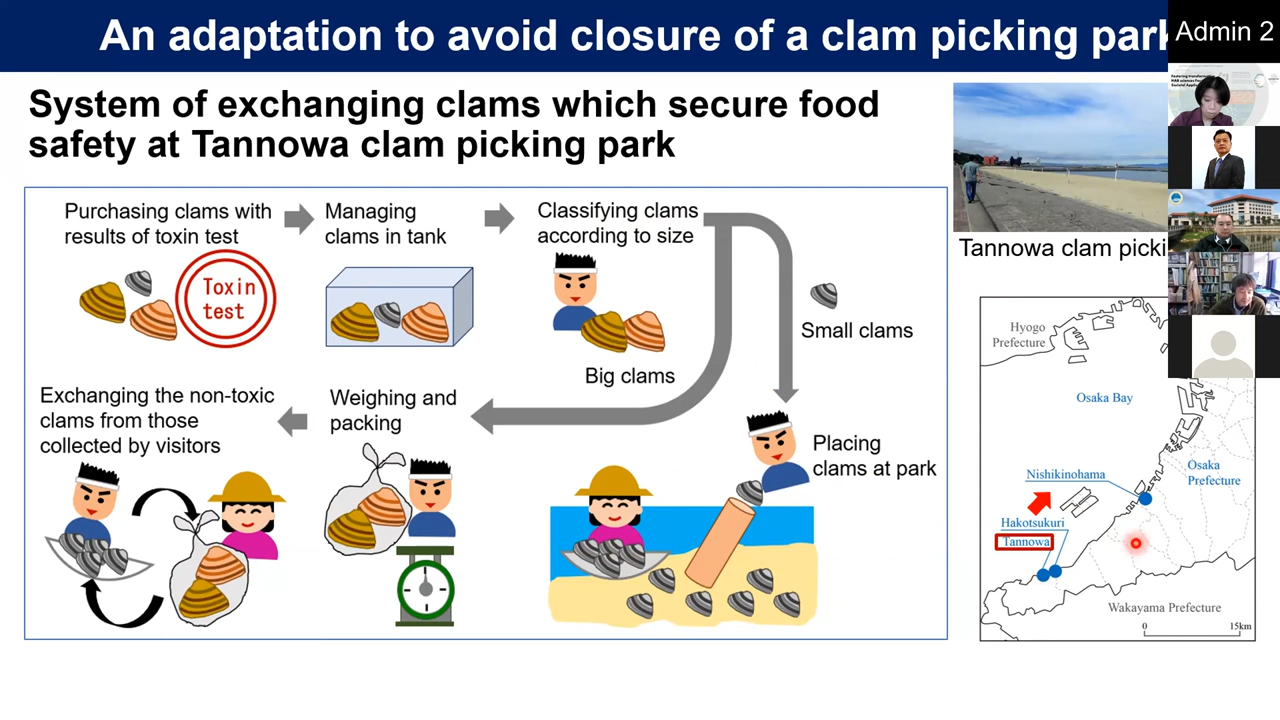 An adaptation to avoid closure of a clam picking park
Admin 2
System of exchanging clams which secure food
safety at Tannowa clam picking park
Purchasing clams with
results of toxin test
Managing
clams in tank
Classifying clams
according to size
Toxin
test
Small clams
Big clams
Exchanging the non-toxic
clams from those
collected by visitors
Weighing and
packing
Placing
clams at park
Tannowa clam picki
Hyogo
Prefecture
Osaka Bay
Nishikinohama
Osaka
Prefecture
Hakotsukuri
Tannowa
Wakayama Prefecture
0
15km